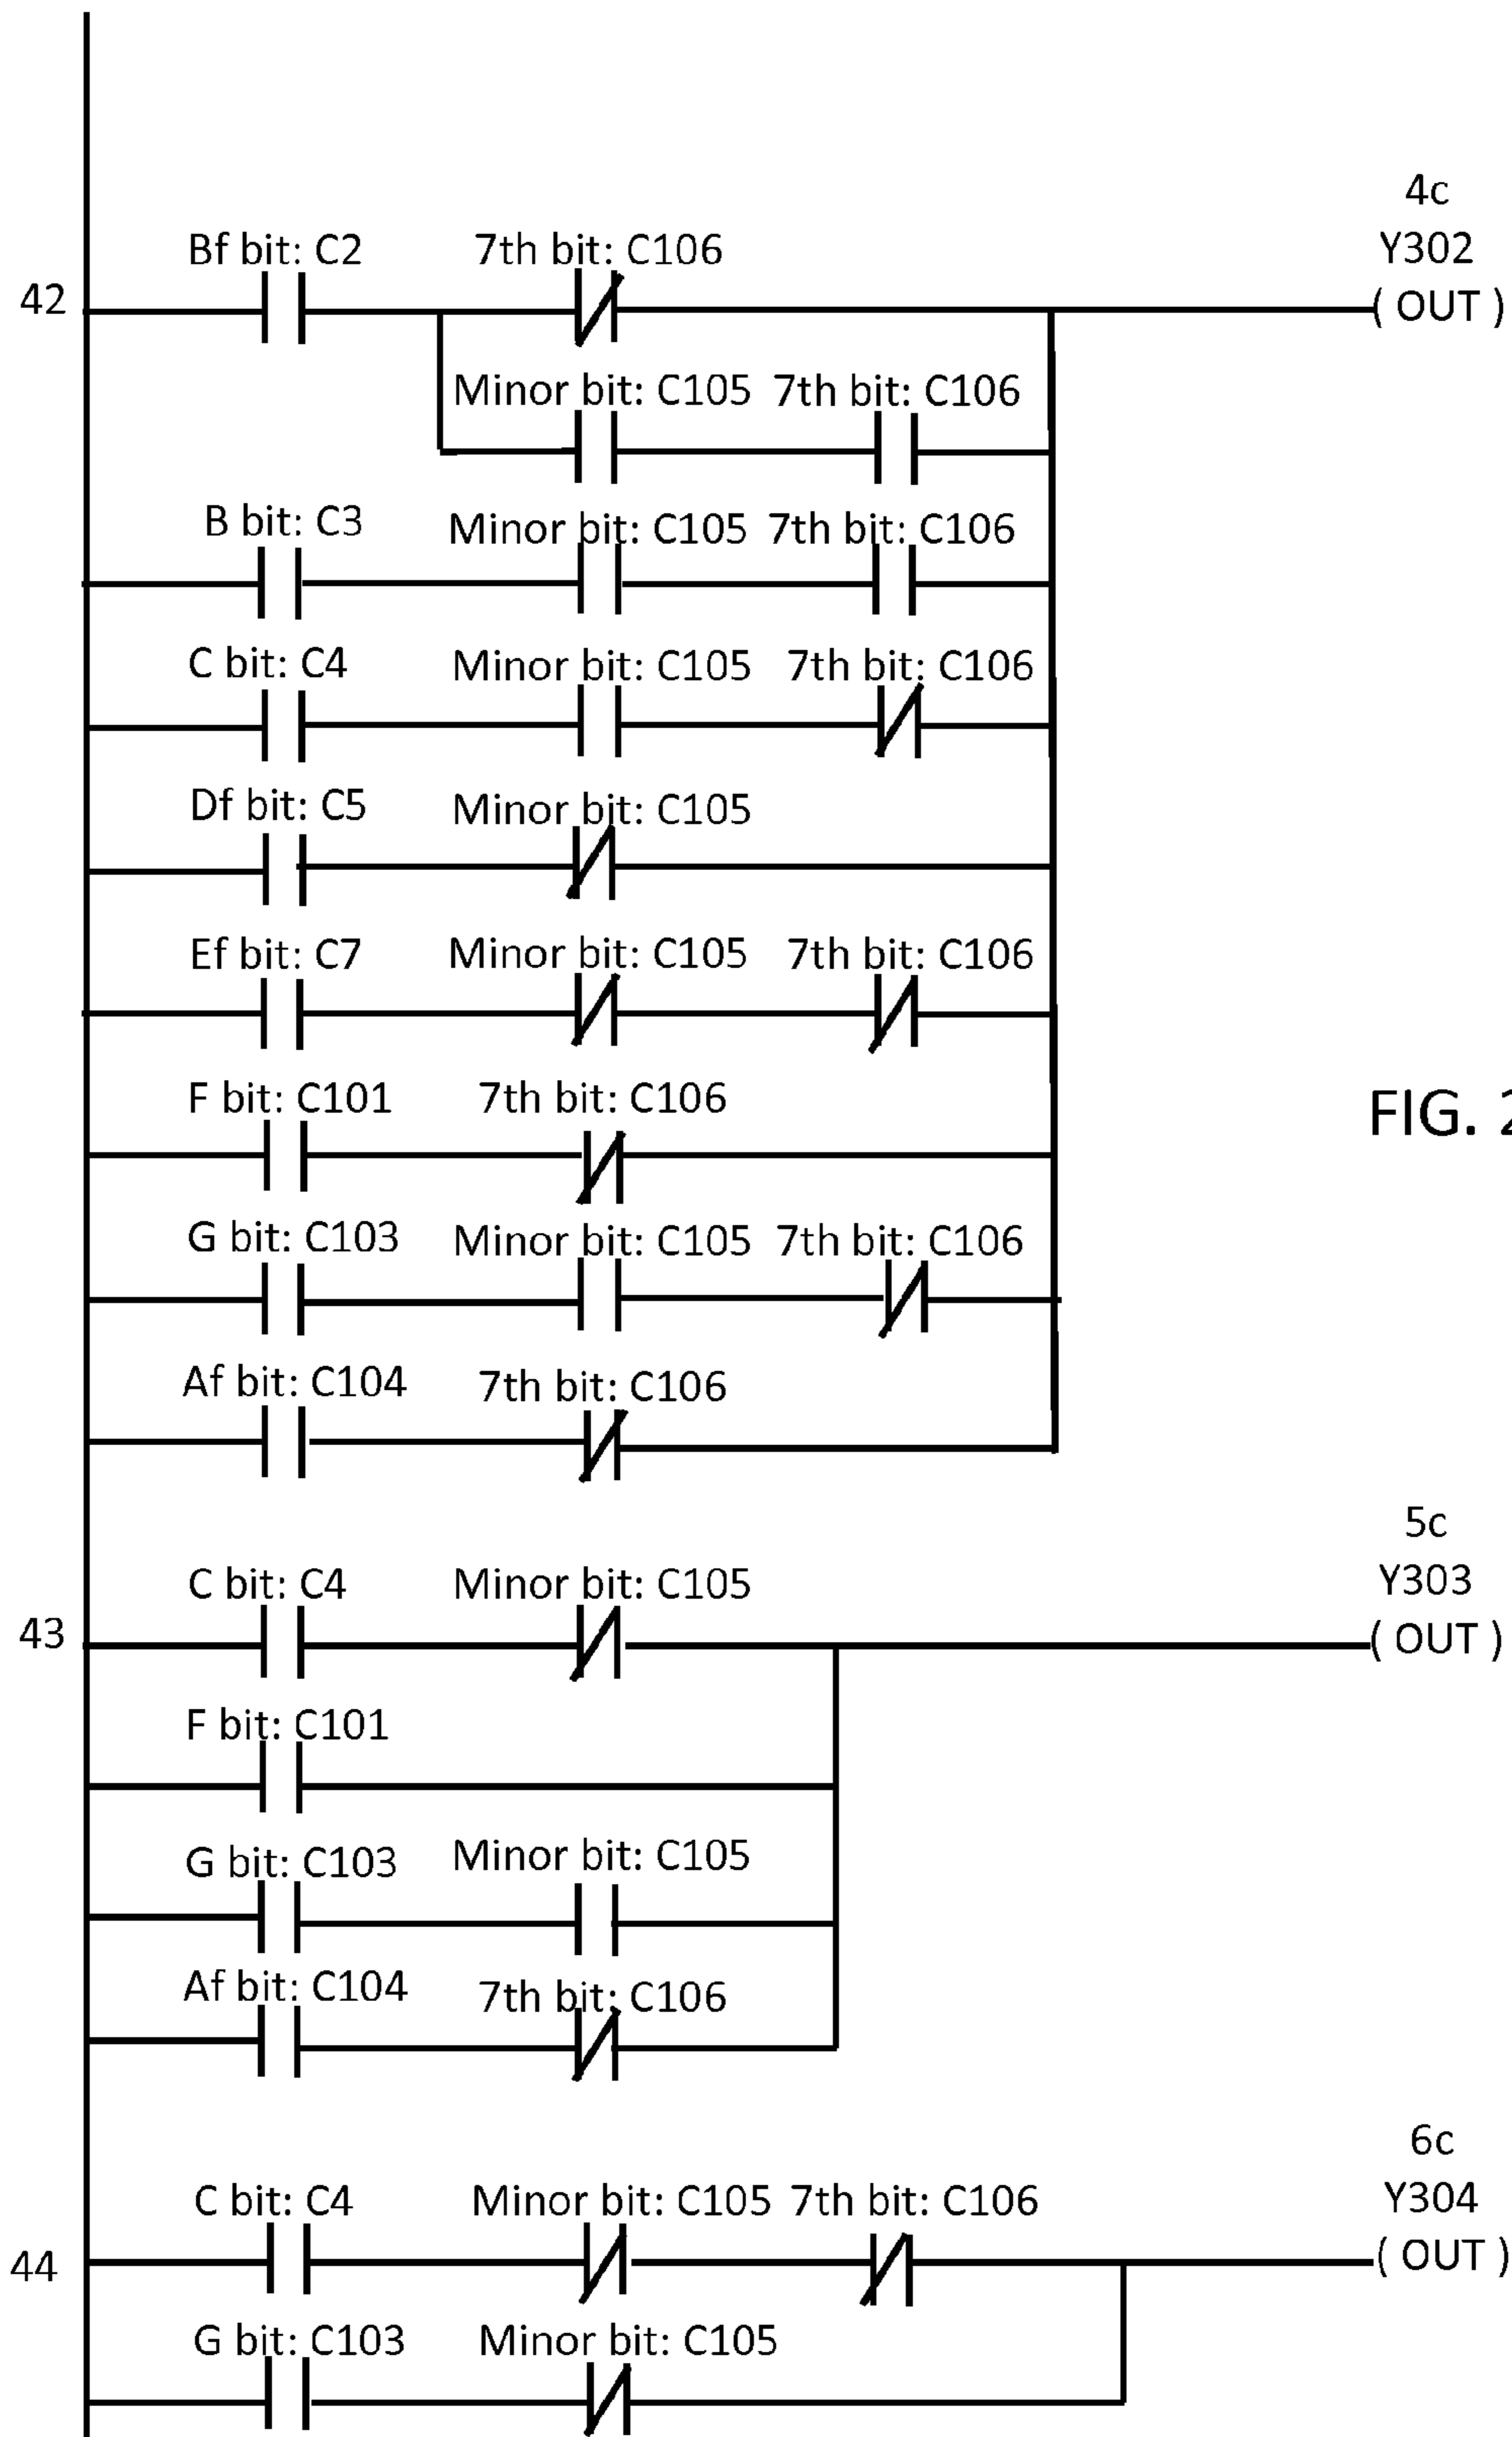 4c
Bf bit: C2 7th bit: C106 Y302
42 ( OUT )
Minor bit: C105 7th bit: C106
B bit: C3 Minor bit: C105 7th bit: C106
C bit: C4 Minor bit: C105 7th bit: C106
Df bit: C5 Minor bit: C105
Ef bit: C7 Minor bit: C105 7th bit: C106
F bit: C101 7th bit: C106
FIG. 2
G bit: C103 Minor bit: C105 7th bit: C106
Af bit: C104 7th bit: C106
5c
C bit: C4 Minor bit: C105 Y303
43 ( OUT )
F bit: C101
G bit: C103 Minor bit: C105
Af bit: C104 7th bit: C106
6c
C bit: C4 Minor bit: C105 7th bit: C106 Y304
44 ( OUT )
G bit: C103 Minor bit: C105